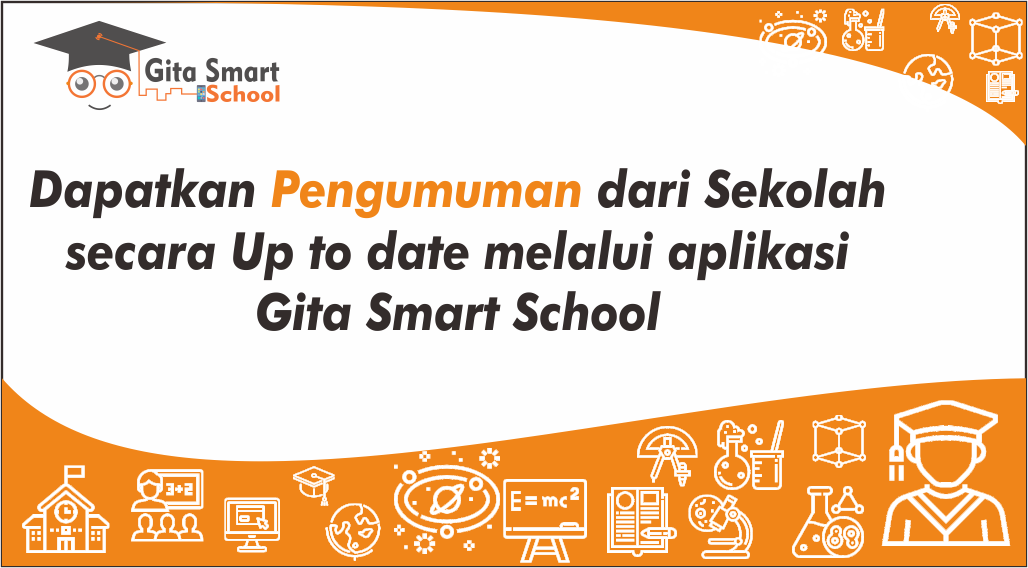 Gita Smart
School
Dapatkan Pengumuman dari Sekolah
secara Up to date melalui aplikasi
Gita Smart School
3+2
E=mc²